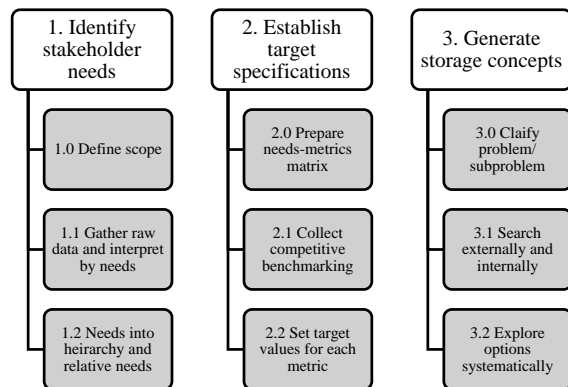 1. Identify
stakeholder
needs
1.0 Define scope
1.1 Gather raw
data and interpret
by needs
1.2 Needs into
heirarchy and
relative needs
2. Establish
target
specifications
2.0 Prepare
needs-metrics
matrix
2.1 Collect
competitive
benchmarking
2.2 Set target
values for each
metric
3. Generate
storage concepts
3.0 Claify
problem/
subproblem
3.1 Search
externally and
internally
3.2 Explore
options
systematically